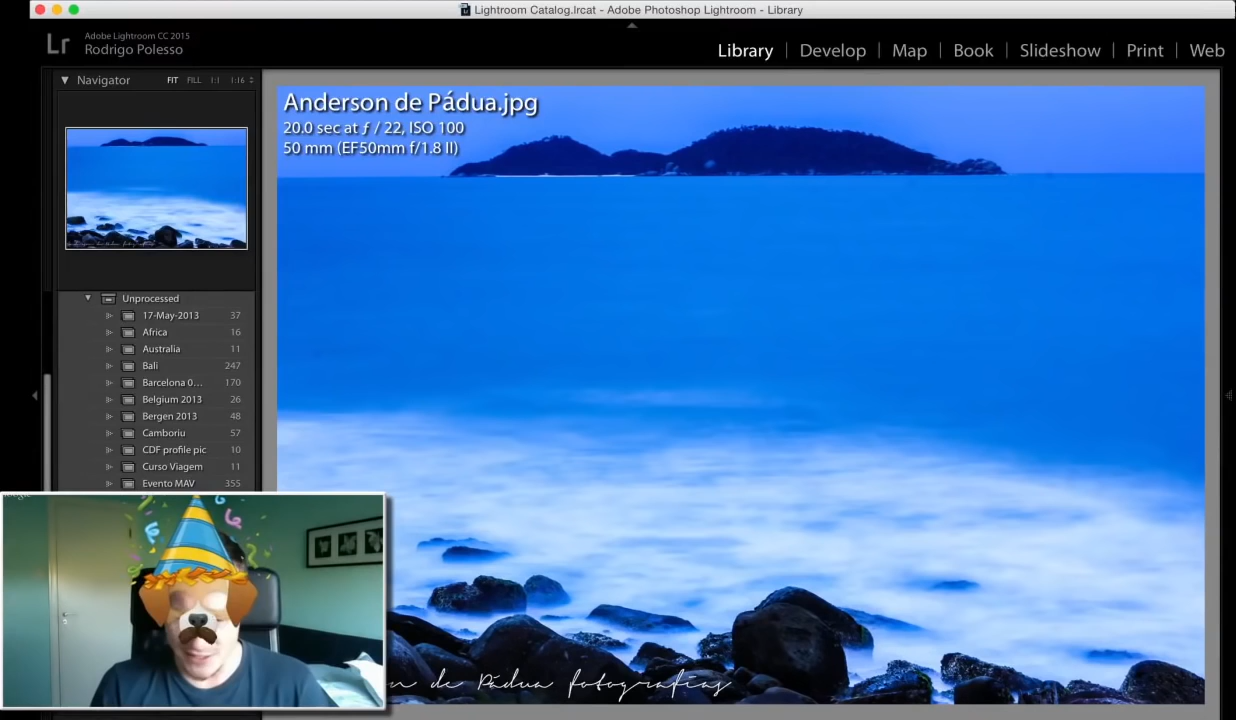 Lightroom Catalog.lrcat - Adobe Photoshop Lightroom - Library
Lr
Adobe Lightroom CC 2015
Rodrigo Polesso
Library | Develop | Map | Book | Slideshow | Print | Web
Navigator FIT FILL 1:1 1:16
Anderson de Pádua.jpg
20.0 sec at ƒ / 22, ISO 100
50 mm (EF50mm f/1.8 II)
Unprocessed
17-May-2013 37
Africa 16
Australia 11
Bali 247
Barcelona 0... 170
Belgium 2013 26
Bergen 2013 48
Camboriu 57
CDF profile pic 10
Curso Viagem 11
Evento MAV 355
n de Pádua fotografias